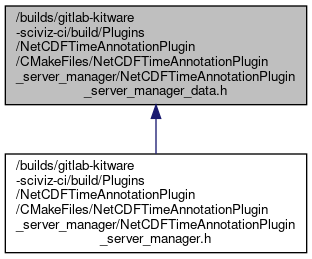 /builds/gitlab-kitware
-sciviz-ci/build/Plugins
/NetCDFTimeAnnotationPlugin
/CMakeFiles/NetCDFTimeAnnotationPlugin
_server_manager/NetCDFTimeAnnotationPlugin
_server_manager_data.h
/builds/gitlab-kitware
-sciviz-ci/build/Plugins
/NetCDFTimeAnnotationPlugin
/CMakeFiles/NetCDFTimeAnnotationPlugin
_server_manager/NetCDFTimeAnnotationPlugin
_server_manager.h